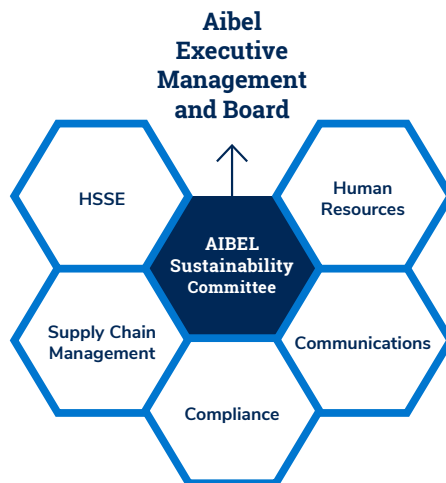 Aibel
Executive
Management
and Board
HSSE
Human
Resources
AIBEL
Sustainability
Committee
Supply Chain
Management
Communications
Compliance